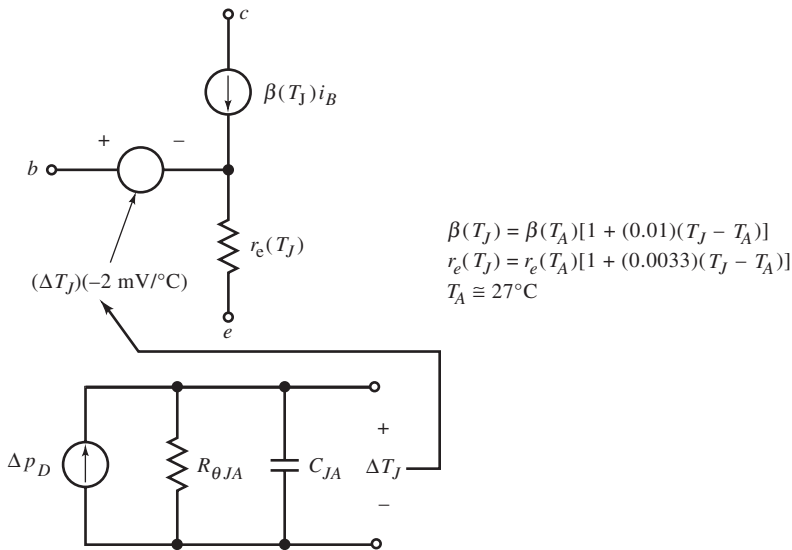 c
β(T_J)i_B
+ −
b
r_e(T_J)
(ΔT_J)(−2 mV/°C)
e
β(T_J) = β(T_A)[1 + (0.01)(T_J − T_A)]
r_e(T_J) = r_e(T_A)[1 + (0.0033)(T_J − T_A)]
T_A ≅ 27°C
+
Δp_D R_θJA C_JA ΔT_J
−